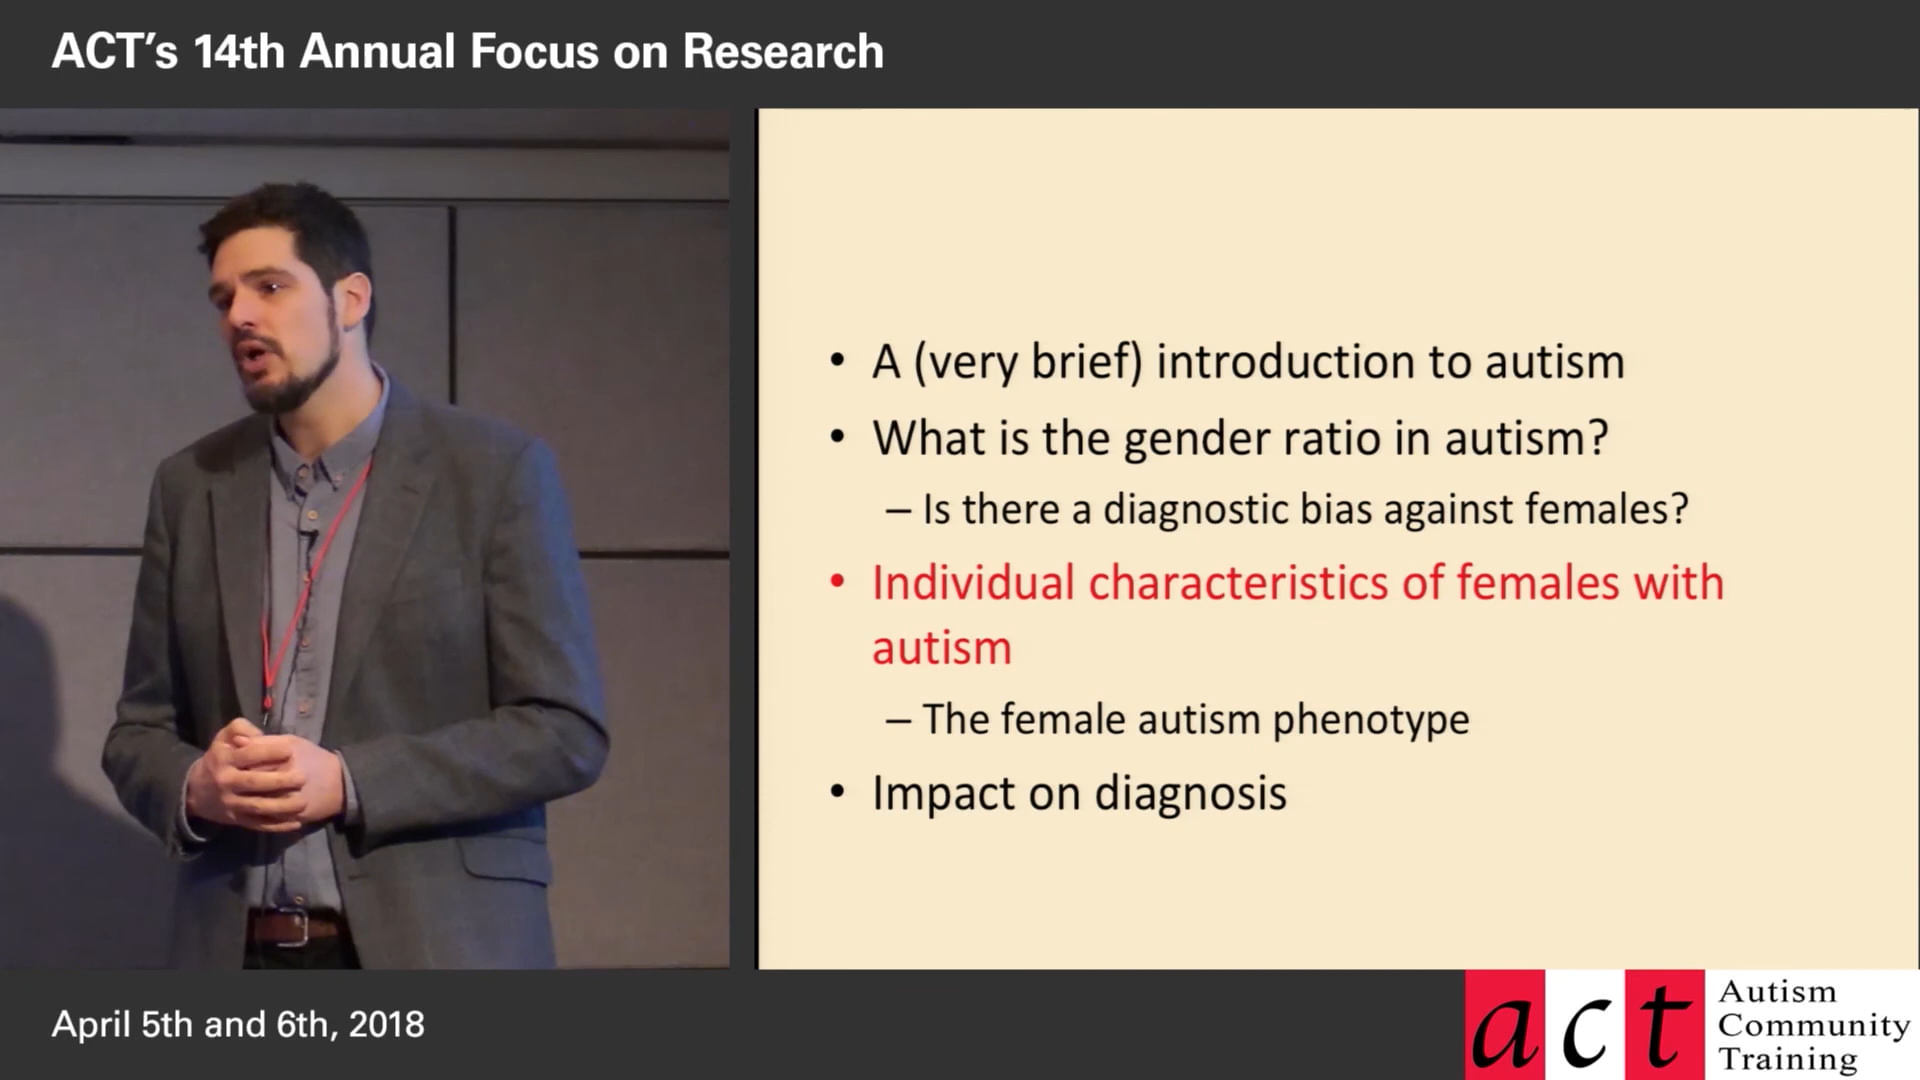 ACT's 14th Annual Focus on Research
• A (very brief) introduction to autism
• What is the gender ratio in autism?
– Is there a diagnostic bias against females?
• Individual characteristics of females with
autism
– The female autism phenotype
• Impact on diagnosis
April 5th and 6th, 2018
act
Autism
Community
Training